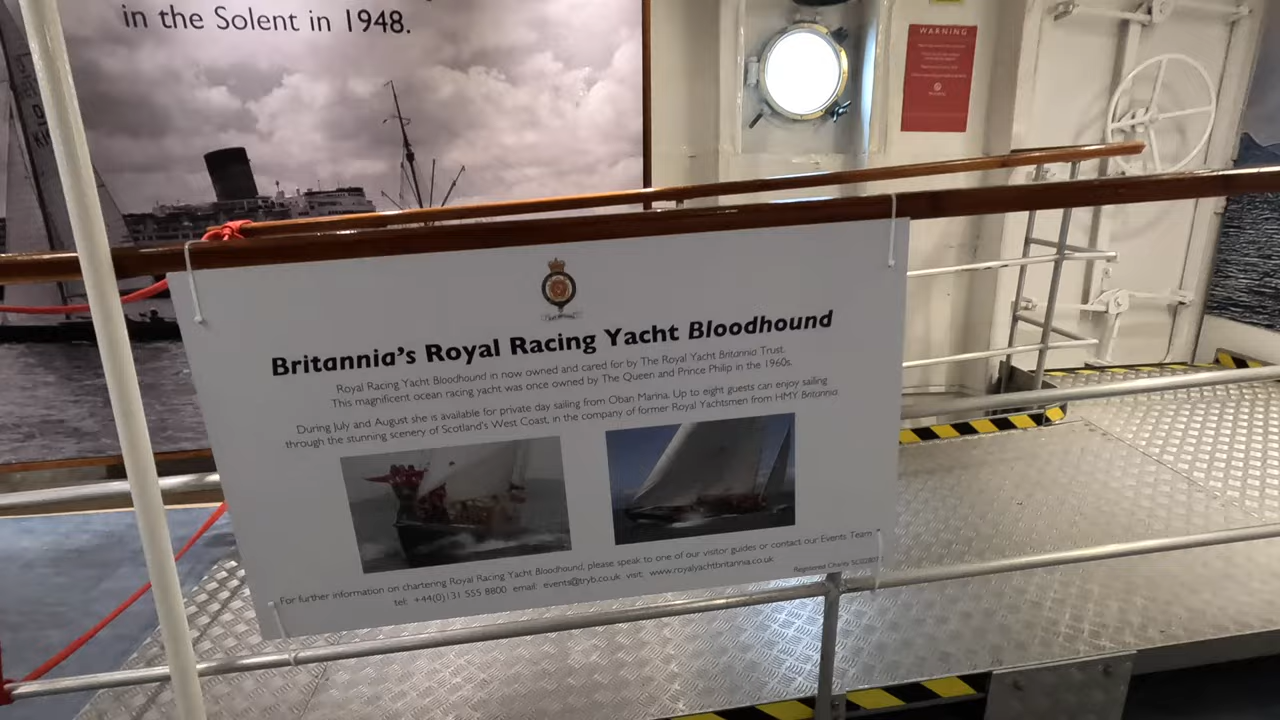 in the Solent in 1948.
WARNING
Britannia's Royal Racing Yacht Bloodhound
Royal Racing Yacht Bloodhound in now owned and cared for by The Royal Yacht Britannia Trust.
This magnificent ocean racing yacht was once owned by The Queen and Prince Philip in the 1960s.
During July and August she is available for private day sailing from Oban Marina. Up to eight guests can enjoy sailing
through the stunning scenery of Scotland's West Coast, in the company of former Royal Yachtsmen from HMY Britannia.
For further information on chartering Royal Racing Yacht Bloodhound, please speak to one of our visitor guides or contact our Events Team
tel: +44(0)131 555 8800 email: events@tryb.co.uk visit: www.royalyachtbritannia.co.uk
Registered Charity